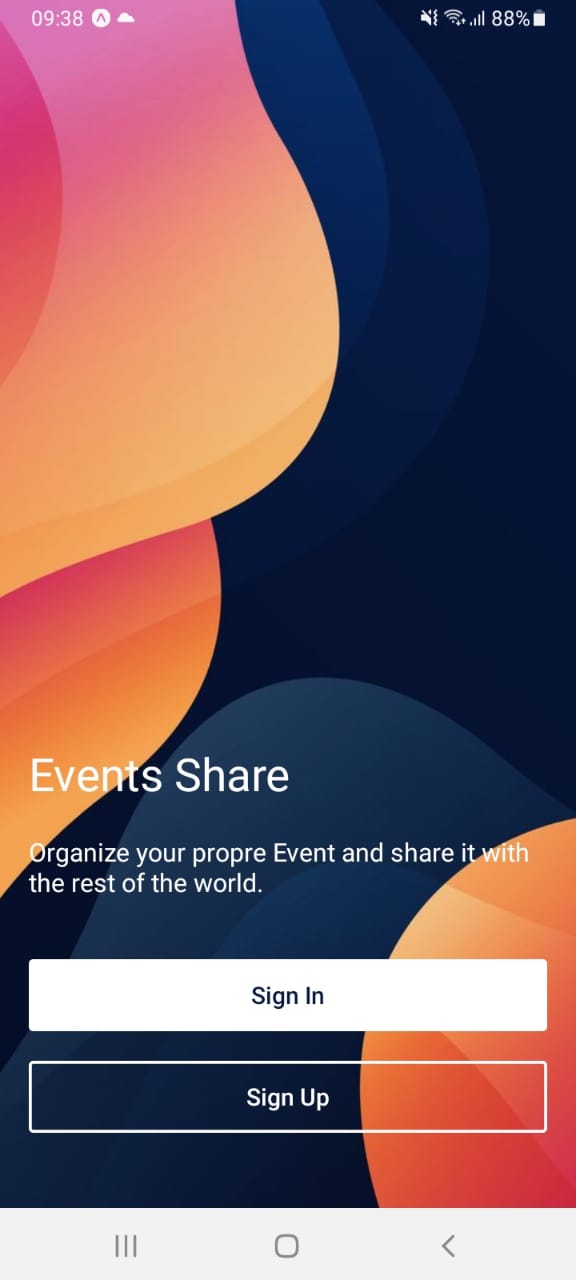 09:38 88%
Events Share
Organize your propre Event and share it with
the rest of the world.
Sign In
Sign Up